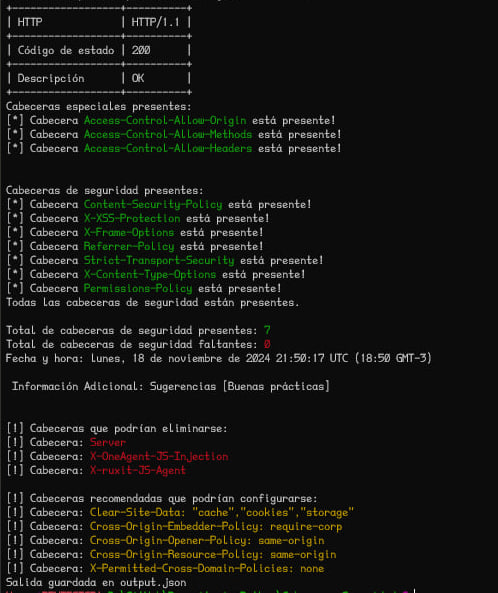 | HTTP | HTTP/1.1 |
| Código de estado | 200 |
| Descripción | OK |
Cabeceras especiales presentes:
[*] Cabecera Access-Control-Allow-Origin está presente!
[*] Cabecera Access-Control-Allow-Methods está presente!
[*] Cabecera Access-Control-Allow-Headers está presente!
Cabeceras de seguridad presentes:
[*] Cabecera Content-Security-Policy está presente!
[*] Cabecera X-XSS-Protection está presente!
[*] Cabecera X-Frame-Options está presente!
[*] Cabecera Referrer-Policy está presente!
[*] Cabecera Strict-Transport-Security está presente!
[*] Cabecera X-Content-Type-Options está presente!
[*] Cabecera Permissions-Policy está presente!
Todas las cabeceras de seguridad están presentes.
Total de cabeceras de seguridad presentes: 7
Total de cabeceras de seguridad faltantes: 0
Fecha y hora: lunes, 18 de noviembre de 2024 21:50:17 UTC (18:50 GMT-3)
Información Adicional: Sugerencias [Buenas prácticas]
[!] Cabeceras que podrían eliminarse:
[!] Cabecera: Server
[!] Cabecera: X-OneAgent-JS-Injection
[!] Cabecera: X-ruxit-JS-Agent
[!] Cabeceras recomendadas que podrían configurarse:
[!] Cabecera: Clear-Site-Data: "cache","cookies","storage"
[!] Cabecera: Cross-Origin-Embedder-Policy: require-corp
[!] Cabecera: Cross-Origin-Opener-Policy: same-origin
[!] Cabecera: Cross-Origin-Resource-Policy: same-origin
[!] Cabecera: X-Permitted-Cross-Domain-Policies: none
Salida guardada en output.json